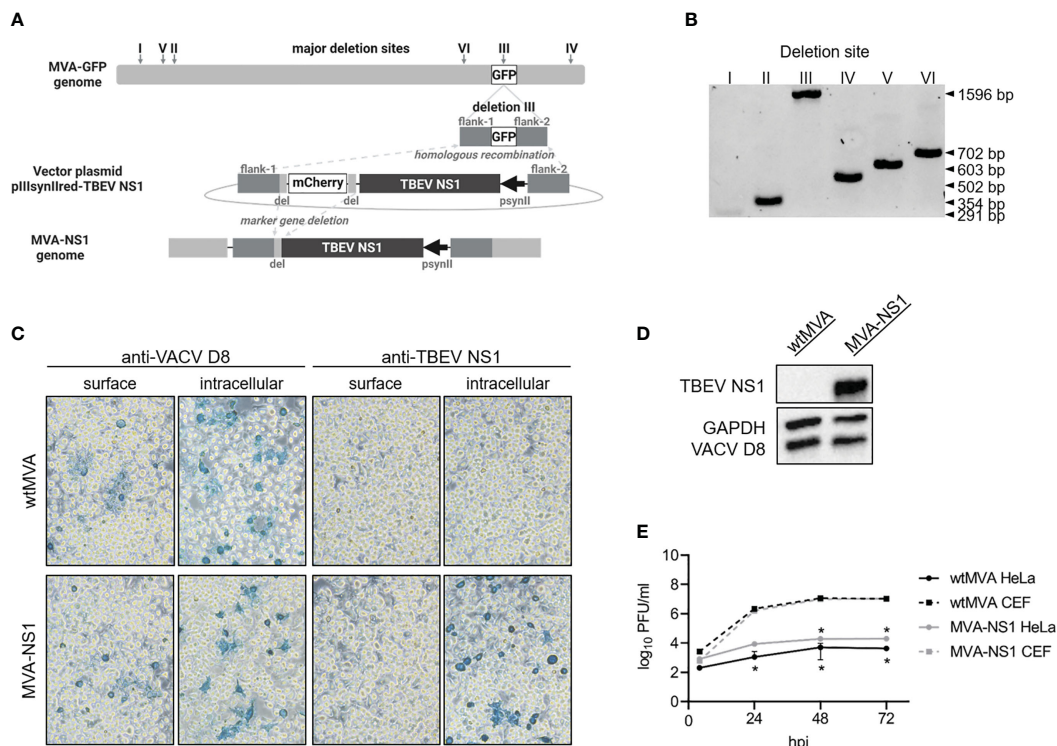 A
I V II major deletion sites VI III IV
MVA-GFP
genome
GFP
deletion III
flank-1 flank-2
GFP
homologous recombination
Vector plasmid
pIIIsynIIred-TBEV NS1
flank-1 flank-2
mCherry TBEV NS1
del del psynII
marker gene deletion
MVA-NS1
genome
TBEV NS1
del psynII
B
Deletion site
I II III IV V VI
1596 bp
702 bp
603 bp
502 bp
354 bp
291 bp
C
anti-VACV D8 anti-TBEV NS1
surface intracellular surface intracellular
wtMVA
MVA-NS1
D
wtMVA MVA-NS1
TBEV NS1
GAPDH
VACV D8
E
log10 PFU/ml
10
8
6
4
2
0
0 24 48 72
hpi
* *
* * *
wtMVA HeLa
wtMVA CEF
MVA-NS1 HeLa
MVA-NS1 CEF